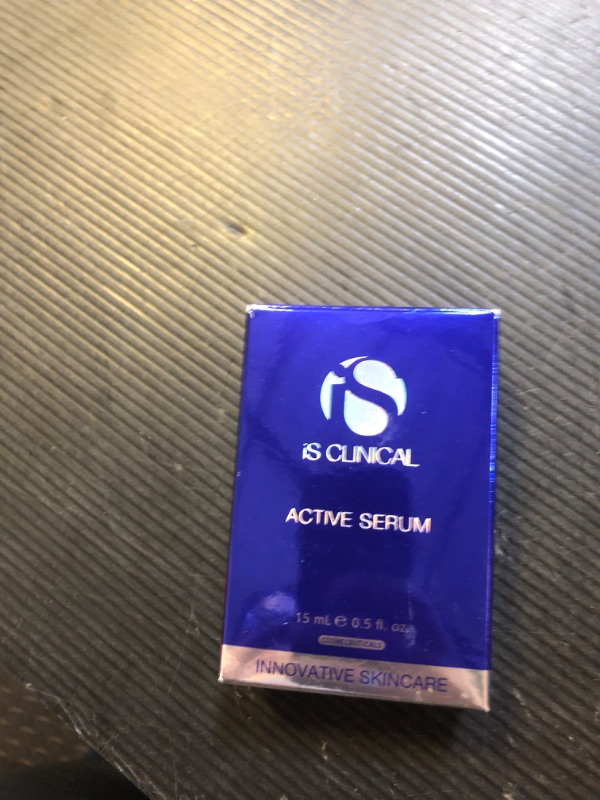 iS
iS CLINICAL
ACTIVE SERUM
15 mL ℮ 0.5 fl. oz.
COSMECEUTICALS
INNOVATIVE SKINCARE